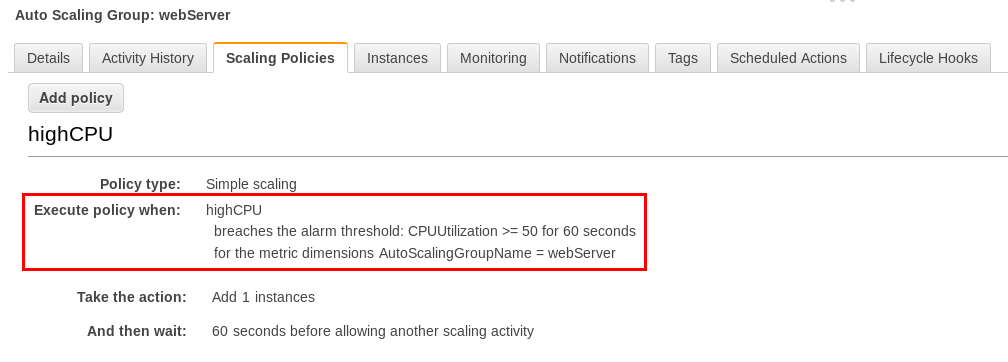 Auto Scaling Group: webServer
Details Activity History Scaling Policies Instances Monitoring Notifications Tags Scheduled Actions Lifecycle Hooks
Add policy
highCPU
Policy type: Simple scaling
Execute policy when: highCPU
breaches the alarm threshold: CPUUtilization >= 50 for 60 seconds
for the metric dimensions AutoScalingGroupName = webServer
Take the action: Add 1 instances
And then wait: 60 seconds before allowing another scaling activity